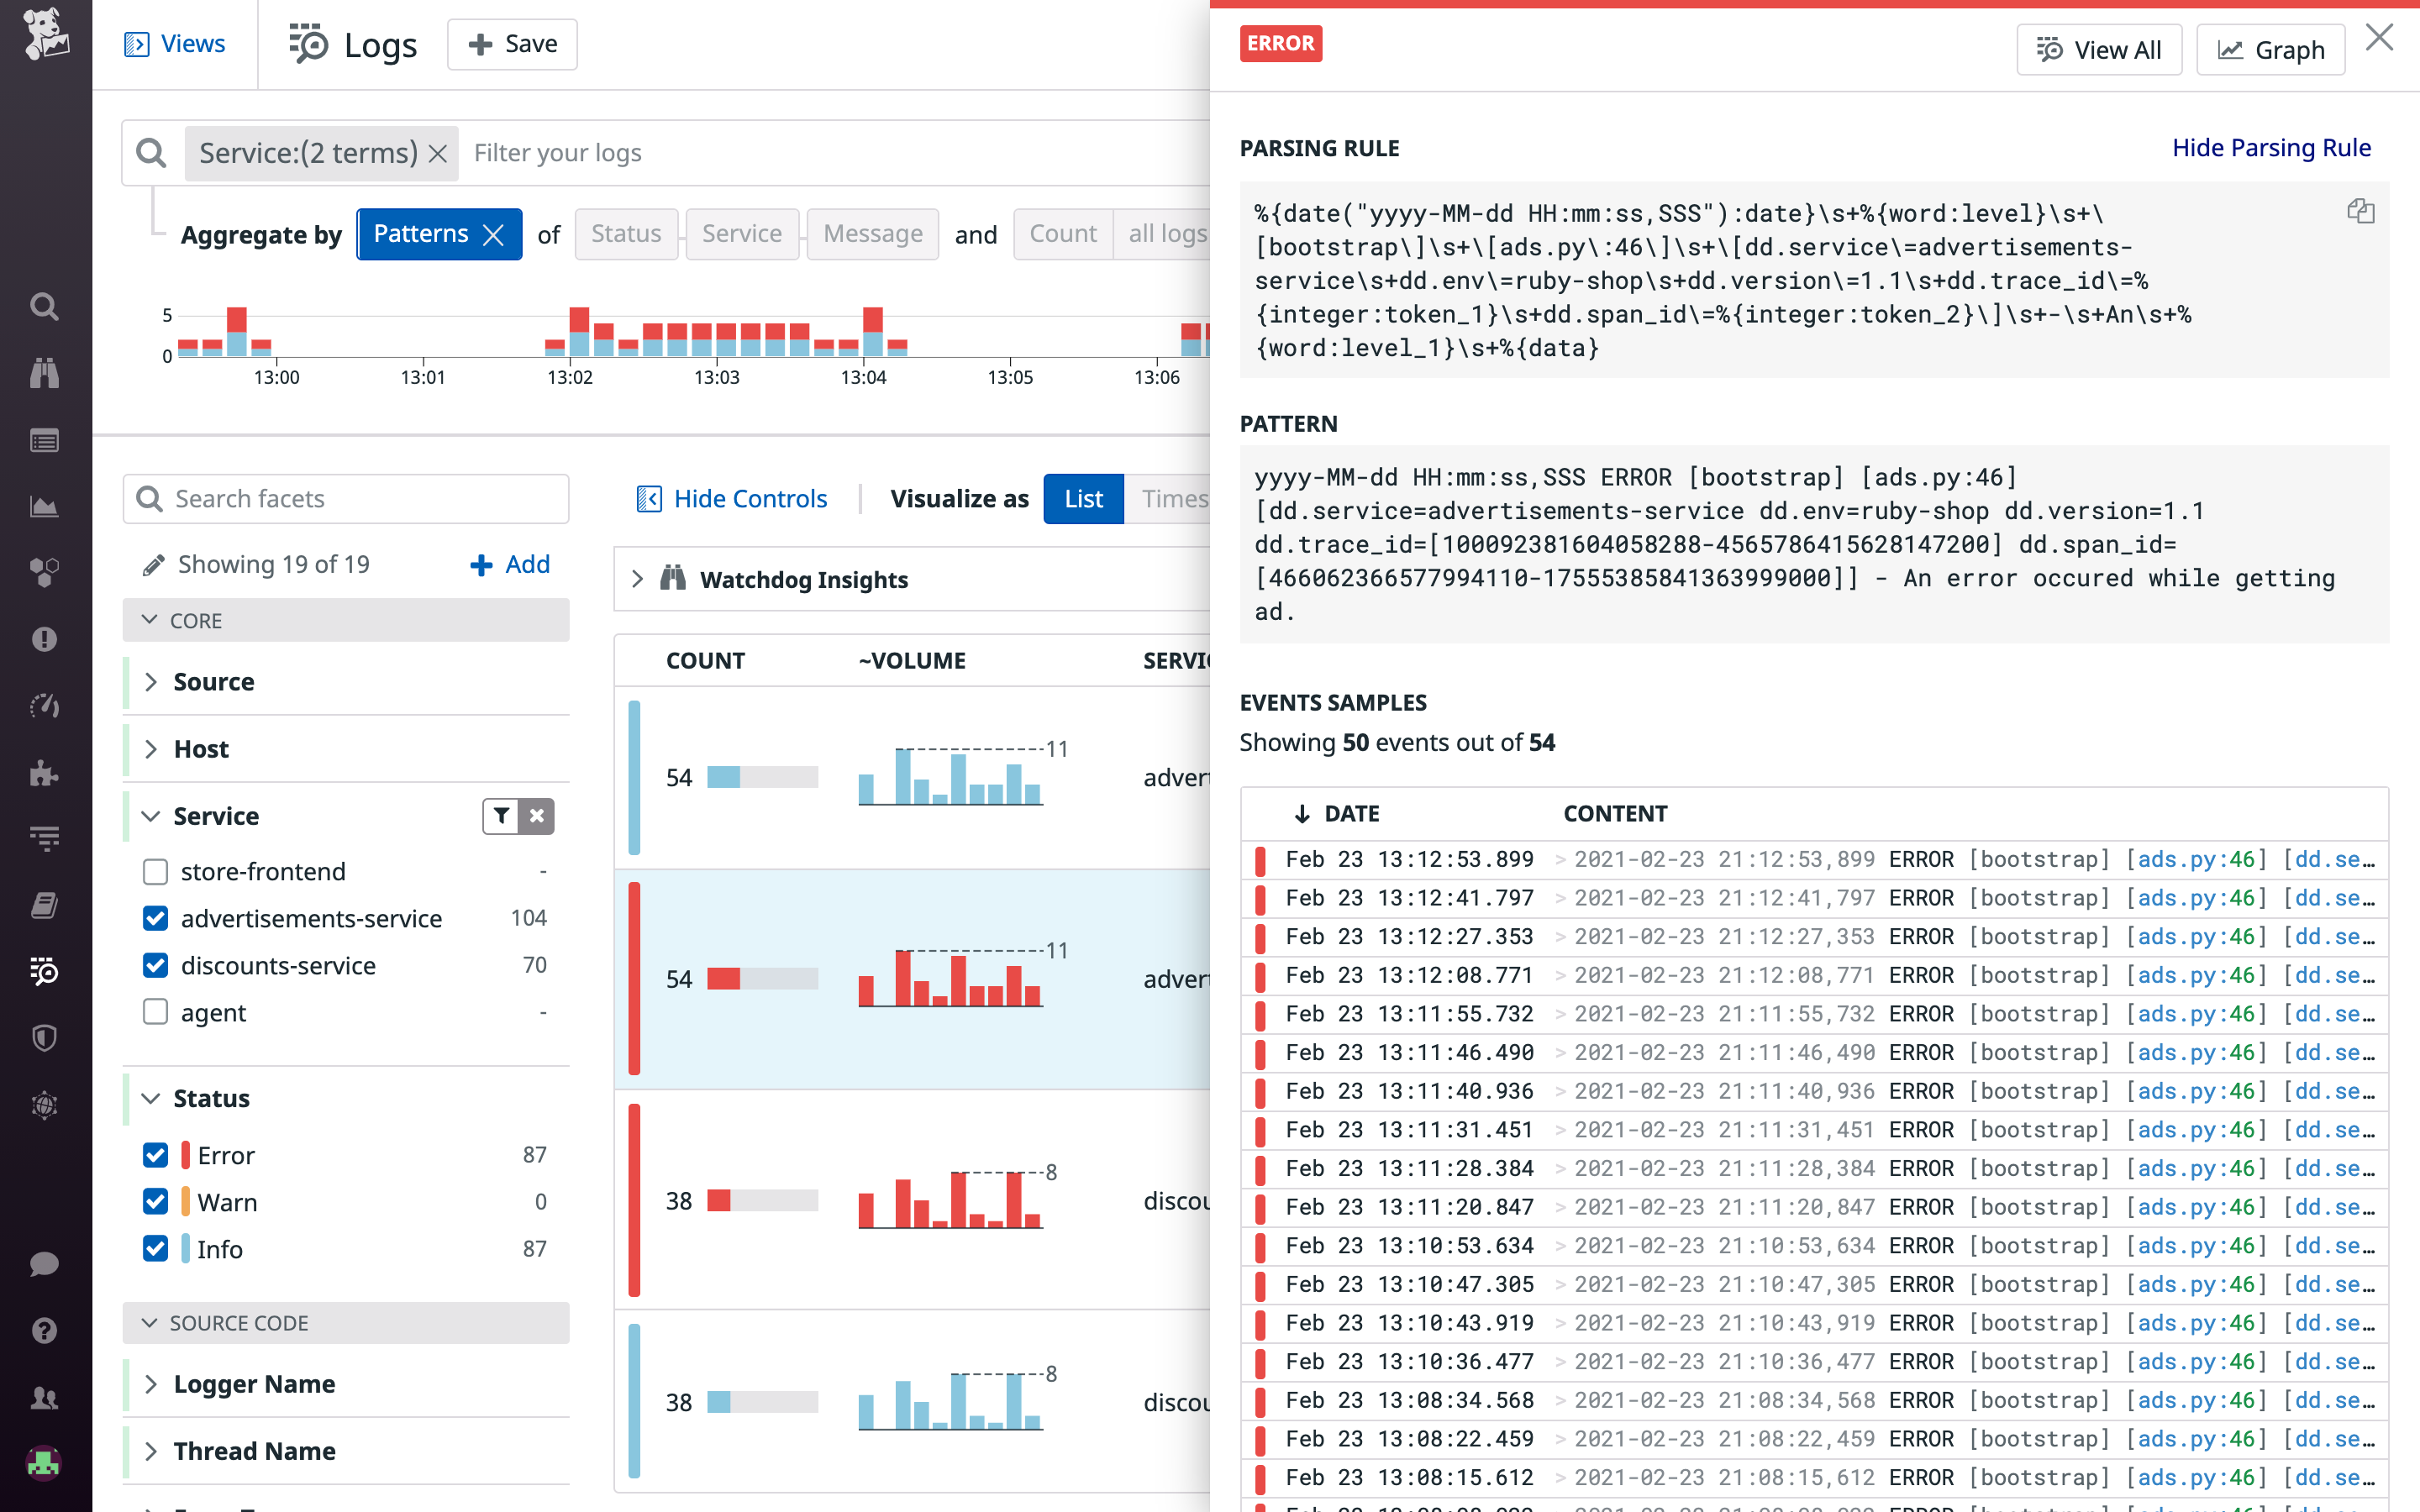 Views
Logs
Save
Service:(2 terms)
Filter your logs
Aggregate by Patterns of Status Service Message and Count all logs
5
0
13:00 13:01 13:02 13:03 13:04 13:05 13:06
Search facets
Showing 19 of 19
Add
CORE
Source
Host
Service
store-frontend -
advertisements-service 104
discounts-service 70
agent -
Status
Error 87
Warn 0
Info 87
SOURCE CODE
Logger Name
Thread Name
Hide Controls
Visualize as List Times
Watchdog Insights
COUNT ~VOLUME SERVIC
54 11 advert
54 11 advert
38 8 discou
38 8 discou
ERROR
View All
Graph
PARSING RULE
Hide Parsing Rule
%{date("yyyy-MM-dd HH:mm:ss,SSS"):date}\s+%{word:level}\s+\
[bootstrap\]\s+\[ads.py\:46\]\s+\[dd.service\=advertisements-
service\s+dd.env\=ruby-shop\s+dd.version\=1.1\s+dd.trace_id\=%
{integer:token_1}\s+dd.span_id\=%{integer:token_2}\]\s+-\s+An\s+%
{word:level_1}\s+%{data}
PATTERN
yyyy-MM-dd HH:mm:ss,SSS ERROR [bootstrap] [ads.py:46]
[dd.service=advertisements-service dd.env=ruby-shop dd.version=1.1
dd.trace_id=[100092381604058288-4565786415628147200] dd.span_id=
[466062366577994110-17555385841363999000]] - An error occured while getting
ad.
EVENTS SAMPLES
Showing 50 events out of 54
DATE CONTENT
Feb 23 13:12:53.899 > 2021-02-23 21:12:53,899 ERROR [bootstrap] [ads.py:46] [dd.se…
Feb 23 13:12:41.797 > 2021-02-23 21:12:41,797 ERROR [bootstrap] [ads.py:46] [dd.se…
Feb 23 13:12:27.353 > 2021-02-23 21:12:27,353 ERROR [bootstrap] [ads.py:46] [dd.se…
Feb 23 13:12:08.771 > 2021-02-23 21:12:08,771 ERROR [bootstrap] [ads.py:46] [dd.se…
Feb 23 13:11:55.732 > 2021-02-23 21:11:55,732 ERROR [bootstrap] [ads.py:46] [dd.se…
Feb 23 13:11:46.490 > 2021-02-23 21:11:46,490 ERROR [bootstrap] [ads.py:46] [dd.se…
Feb 23 13:11:40.936 > 2021-02-23 21:11:40,936 ERROR [bootstrap] [ads.py:46] [dd.se…
Feb 23 13:11:31.451 > 2021-02-23 21:11:31,451 ERROR [bootstrap] [ads.py:46] [dd.se…
Feb 23 13:11:28.384 > 2021-02-23 21:11:28,384 ERROR [bootstrap] [ads.py:46] [dd.se…
Feb 23 13:11:20.847 > 2021-02-23 21:11:20,847 ERROR [bootstrap] [ads.py:46] [dd.se…
Feb 23 13:10:53.634 > 2021-02-23 21:10:53,634 ERROR [bootstrap] [ads.py:46] [dd.se…
Feb 23 13:10:47.305 > 2021-02-23 21:10:47,305 ERROR [bootstrap] [ads.py:46] [dd.se…
Feb 23 13:10:43.919 > 2021-02-23 21:10:43,919 ERROR [bootstrap] [ads.py:46] [dd.se…
Feb 23 13:10:36.477 > 2021-02-23 21:10:36,477 ERROR [bootstrap] [ads.py:46] [dd.se…
Feb 23 13:08:34.568 > 2021-02-23 21:08:34,568 ERROR [bootstrap] [ads.py:46] [dd.se…
Feb 23 13:08:22.459 > 2021-02-23 21:08:22,459 ERROR [bootstrap] [ads.py:46] [dd.se…
Feb 23 13:08:15.612 > 2021-02-23 21:08:15,612 ERROR [bootstrap] [ads.py:46] [dd.se…